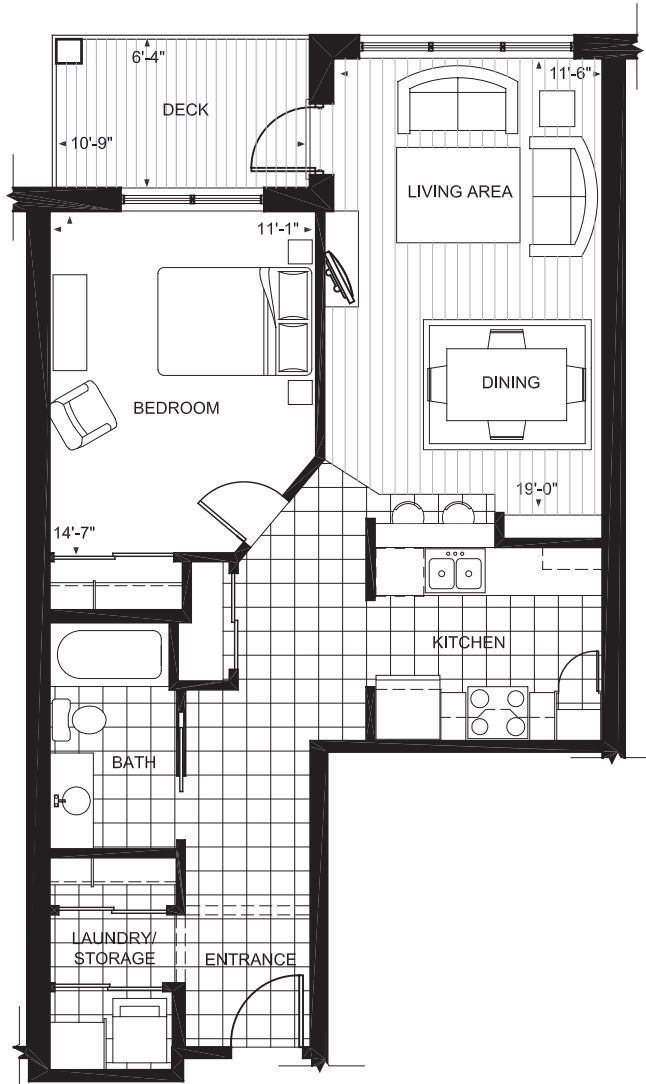 6'-4"
11'-6"
DECK
10'-9"
LIVING AREA
11'-1"
DINING
BEDROOM
19'-0"
14'-7"
KITCHEN
BATH
LAUNDRY/
STORAGE
ENTRANCE